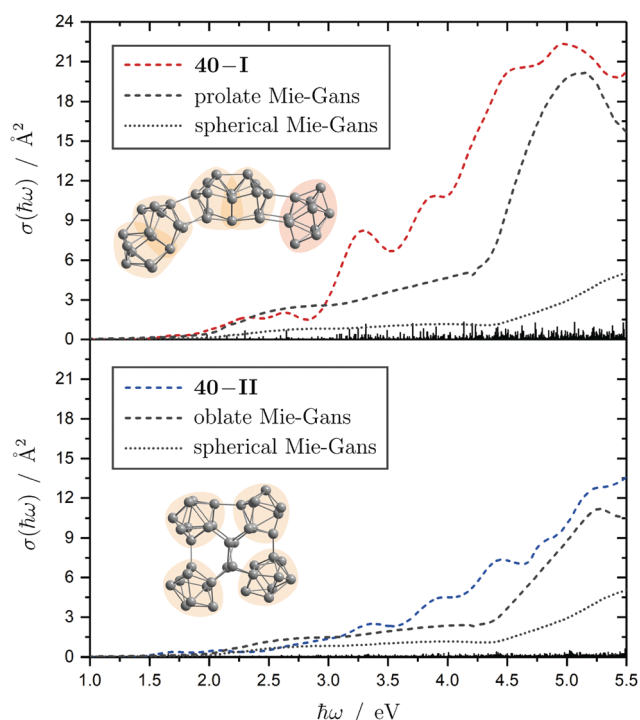 24
21
18
15
12
9
6
3
0
σ(ħω) / Å²
40−I
prolate Mie-Gans
spherical Mie-Gans
21
18
15
12
9
6
3
0
σ(ħω) / Å²
40−II
oblate Mie-Gans
spherical Mie-Gans
1.0 1.5 2.0 2.5 3.0 3.5 4.0 4.5 5.0 5.5
ħω / eV